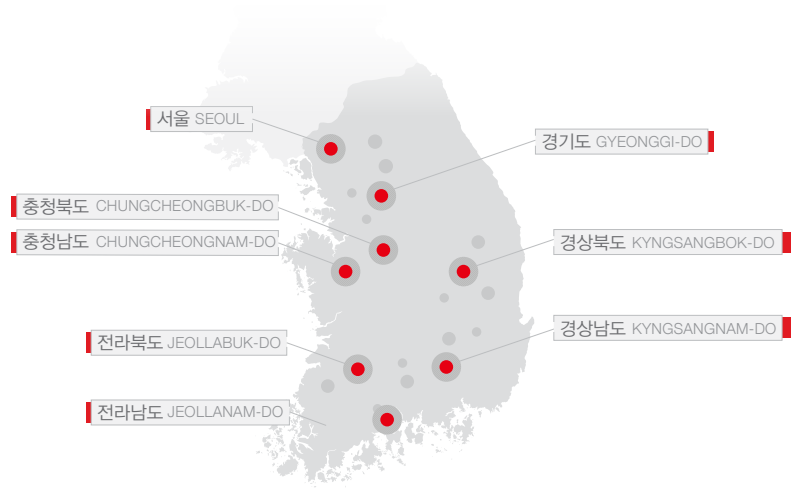 서울 SEOUL
경기도 GYEONGGI-DO
충청북도 CHUNGCHEONGBUK-DO
충청남도 CHUNGCHEONGNAM-DO
경상북도 KYNGSANGBOK-DO
경상남도 KYNGSANGNAM-DO
전라북도 JEOLLABUK-DO
전라남도 JEOLLANAM-DO